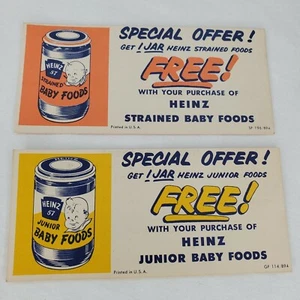 SPECIAL OFFER!
GET 1 JAR HEINZ STRAINED FOODS
FREE!
WITH YOUR PURCHASE OF
HEINZ
STRAINED BABY FOODS
HEINZ
57
STRAINED
BABY FOODS
Printed in U.S.A.
SPECIAL OFFER!
GET 1 JAR HEINZ JUNIOR FOODS
FREE!
WITH YOUR PURCHASE OF
HEINZ
JUNIOR BABY FOODS
HEINZ
57
JUNIOR
BABY FOODS
Printed in U.S.A.